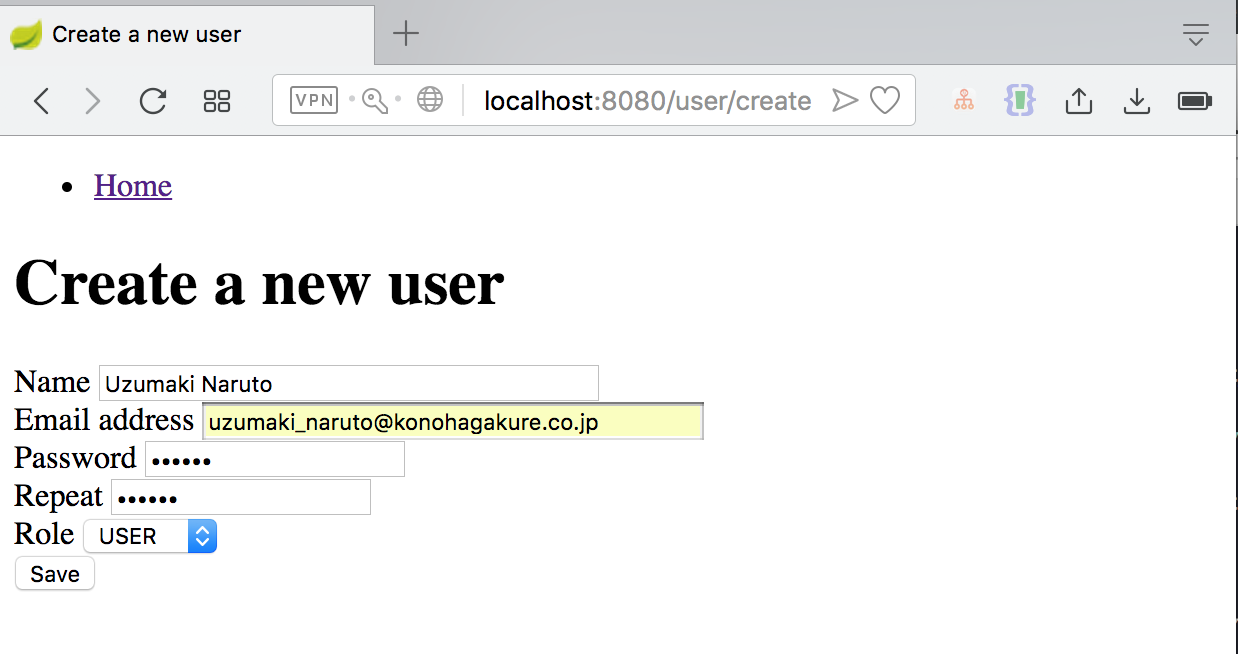 Create a new user
VPN localhost:8080/user/create
Home
Create a new user
Name Uzumaki Naruto
Email address uzumaki_naruto@konohagakure.co.jp
Password ••••••
Repeat ••••••
Role USER
Save